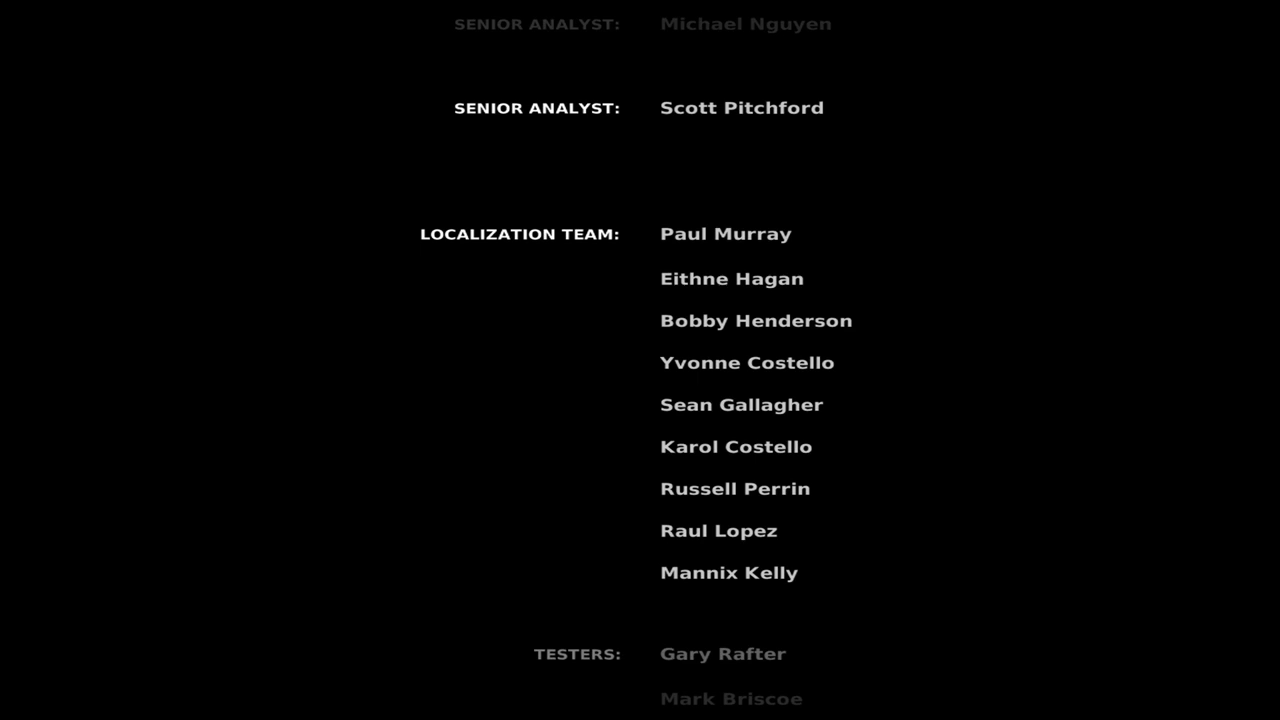 SENIOR ANALYST: Michael Nguyen
SENIOR ANALYST: Scott Pitchford
LOCALIZATION TEAM: Paul Murray
Eithne Hagan
Bobby Henderson
Yvonne Costello
Sean Gallagher
Karol Costello
Russell Perrin
Raul Lopez
Mannix Kelly
TESTERS: Gary Rafter
Mark Briscoe